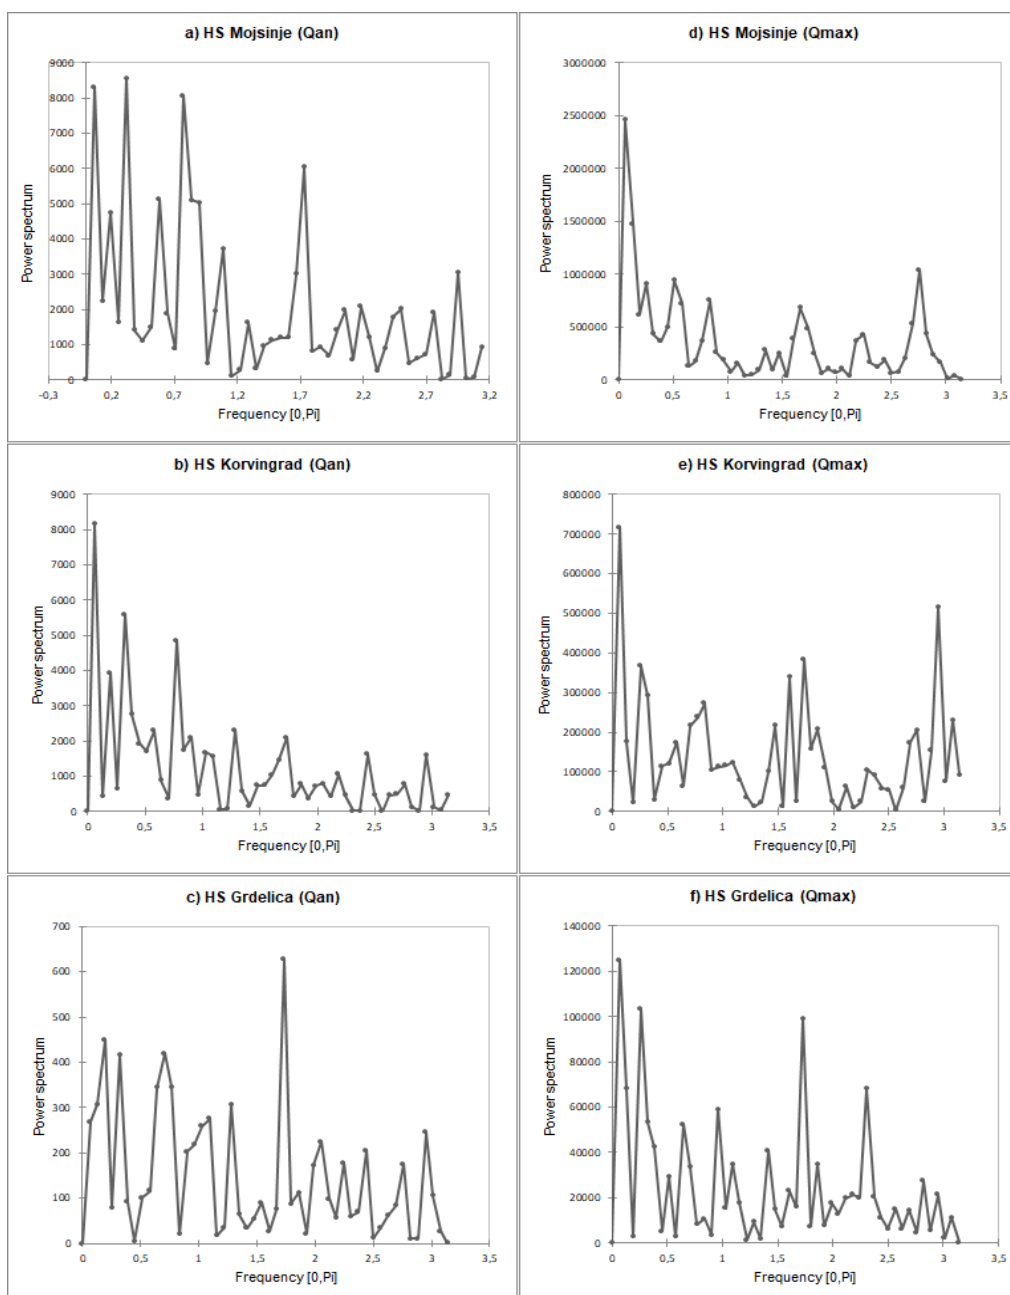 a) HS Mojsinje (Qan)
9000
8000
7000
6000
5000
4000
3000
2000
1000
0
Power spectrum
-0,3 0,2 0,7 1,2 1,7 2,2 2,7 3,2
Frequency [0,Pi]
d) HS Mojsinje (Qmax)
3000000
2500000
2000000
1500000
1000000
500000
0
Power spectrum
0 0,5 1 1,5 2 2,5 3 3,5
Frequency [0,Pi]
b) HS Korvingrad (Qan)
9000
8000
7000
6000
5000
4000
3000
2000
1000
0
Power spectrum
0 0,5 1 1,5 2 2,5 3 3,5
Frequency [0,Pi]
e) HS Korvingrad (Qmax)
800000
700000
600000
500000
400000
300000
200000
100000
0
Power spectrum
0 0,5 1 1,5 2 2,5 3 3,5
Frequency [0,Pi]
c) HS Grdelica (Qan)
700
600
500
400
300
200
100
0
Power spectrum
0 0,5 1 1,5 2 2,5 3 3,5
Frequency [0,Pi]
f) HS Grdelica (Qmax)
140000
120000
100000
80000
60000
40000
20000
0
Power spectrum
0 0,5 1 1,5 2 2,5 3 3,5
Frequency [0,Pi]